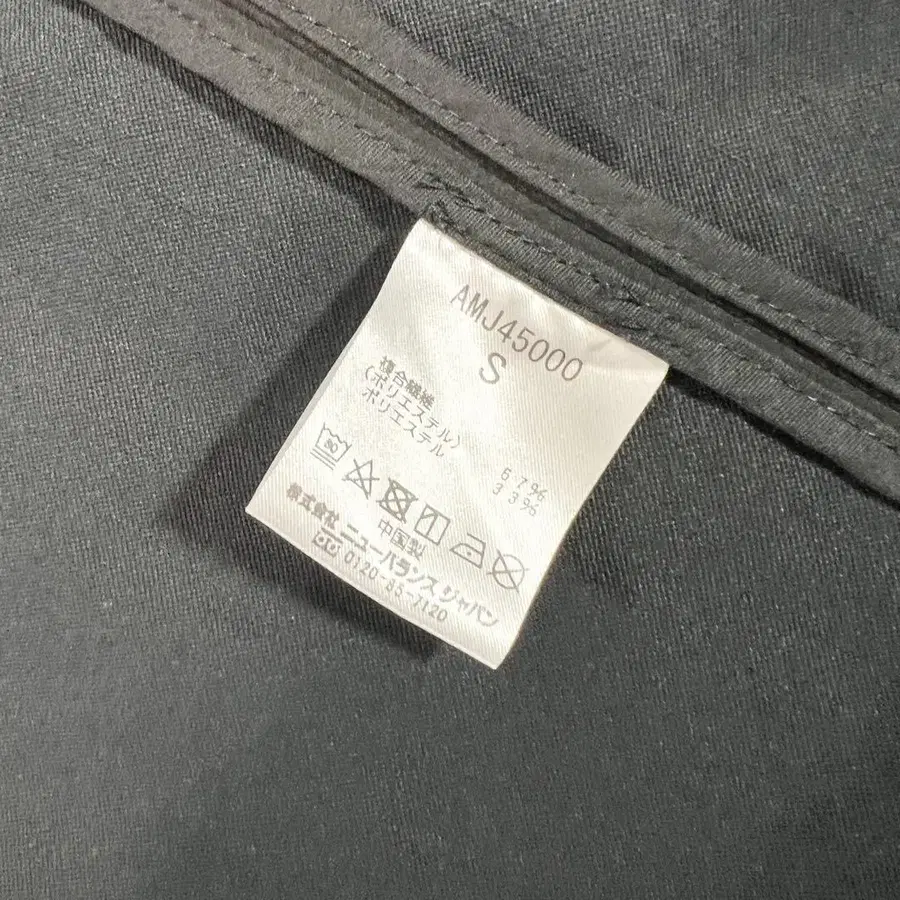 AMJ45000
S
複合繊維
(ポリエステル) 67%
ポリエステル 33%
中国製
株式会社 ニューバランス ジャパン
0120-85-7120